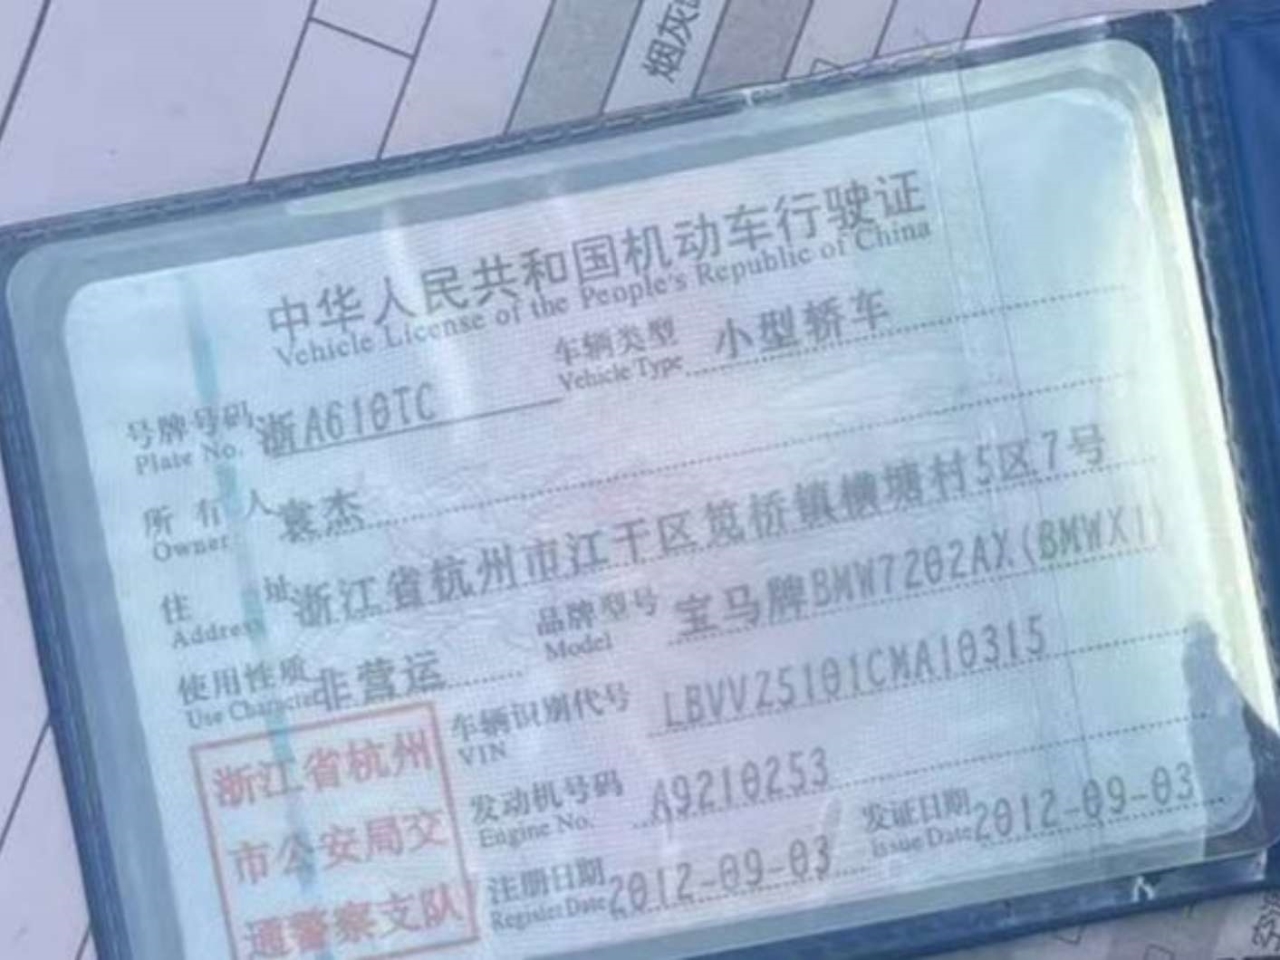 烟灰
中华人民共和国机动车行驶证
Vehicle License of the People's Republic of China
号牌号码 浙A610TC 车辆类型 小型轿车
Plate No. Vehicle Type
所有人 袁杰
Owner
住址 浙江省杭州市江干区笕桥镇横塘村5区7号
Address
使用性质 非营运 品牌型号 宝马牌BMW7202AX(BMWX1)
Use Character Model
车辆识别代号 LBVVZ5101CMA10315
VIN
发动机号码 A9210253
Engine No.
注册日期 2012-09-03 发证日期 2012-09-03
Register Date Issue Date
浙江省杭州
市公安局交
通警察支队